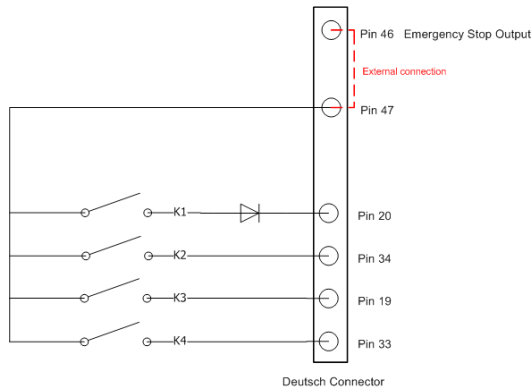 Pin 46 Emergency Stop Output
External connection
Pin 47
K1
Pin 20
K2
Pin 34
K3
Pin 19
K4
Pin 33
Deutsch Connector